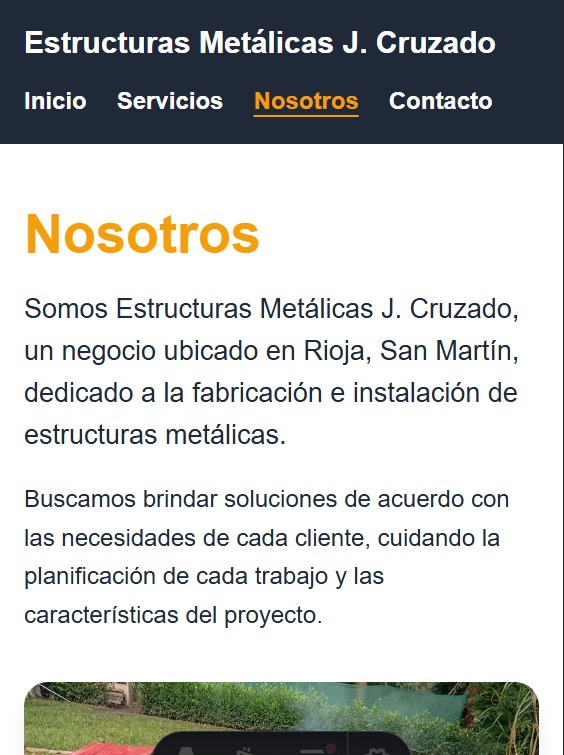 Estructuras Metálicas J. Cruzado
Inicio Servicios Nosotros Contacto
Nosotros
Somos Estructuras Metálicas J. Cruzado,
un negocio ubicado en Rioja, San Martín,
dedicado a la fabricación e instalación de
estructuras metálicas.
Buscamos brindar soluciones de acuerdo con
las necesidades de cada cliente, cuidando la
planificación de cada trabajo y las
características del proyecto.